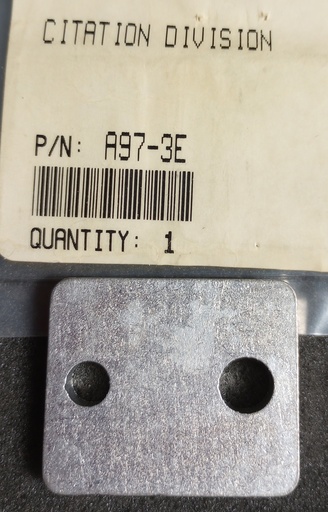 CITATION DIVISION
P/N: A97-3E
QUANTITY: 1